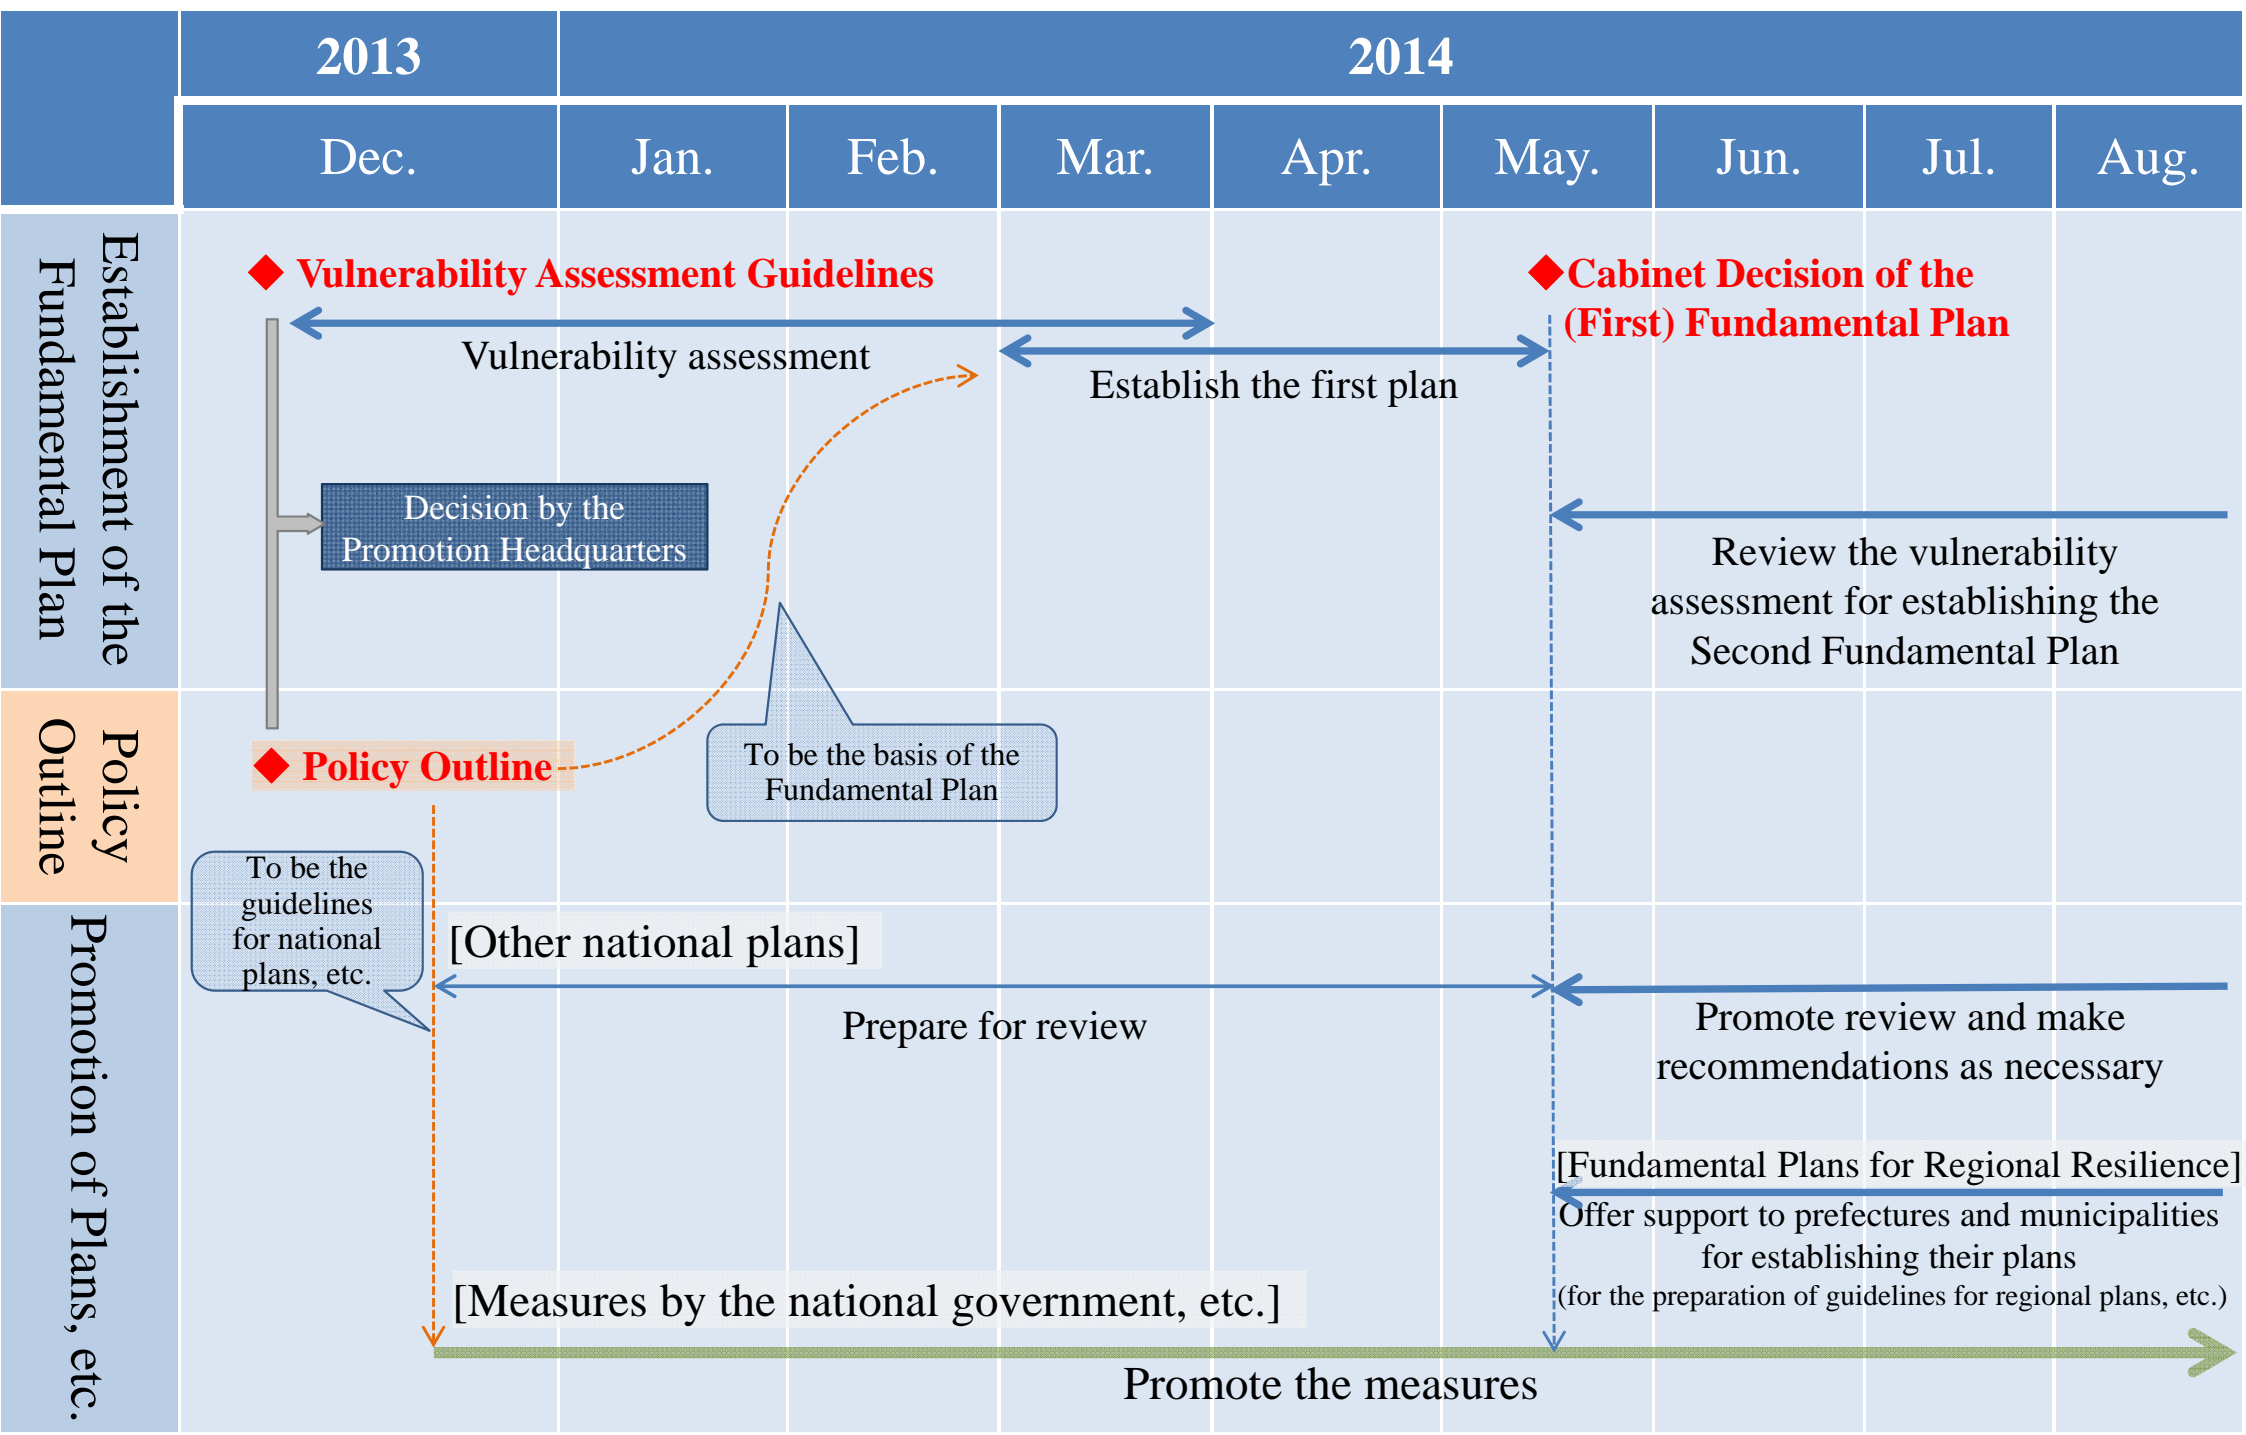 2013
2014
Dec.
Jan.
Feb.
Mar.
Apr.
May.
Jun.
Jul.
Aug.
Establishment of the
Fundamental Plan
◆ Vulnerability Assessment Guidelines
Vulnerability assessment
◆Cabinet Decision of the
(First) Fundamental Plan
Establish the first plan
Decision by the
Promotion Headquarters
Review the vulnerability
assessment for establishing the
Second Fundamental Plan
Policy
Outline
◆ Policy Outline
To be the basis of the
Fundamental Plan
To be the
guidelines
for national
plans, etc.
Promotion of Plans, etc.
[Other national plans]
Prepare for review
Promote review and make
recommendations as necessary
[Fundamental Plans for Regional Resilience]
Offer support to prefectures and municipalities
for establishing their plans
(for the preparation of guidelines for regional plans, etc.)
[Measures by the national government, etc.]
Promote the measures